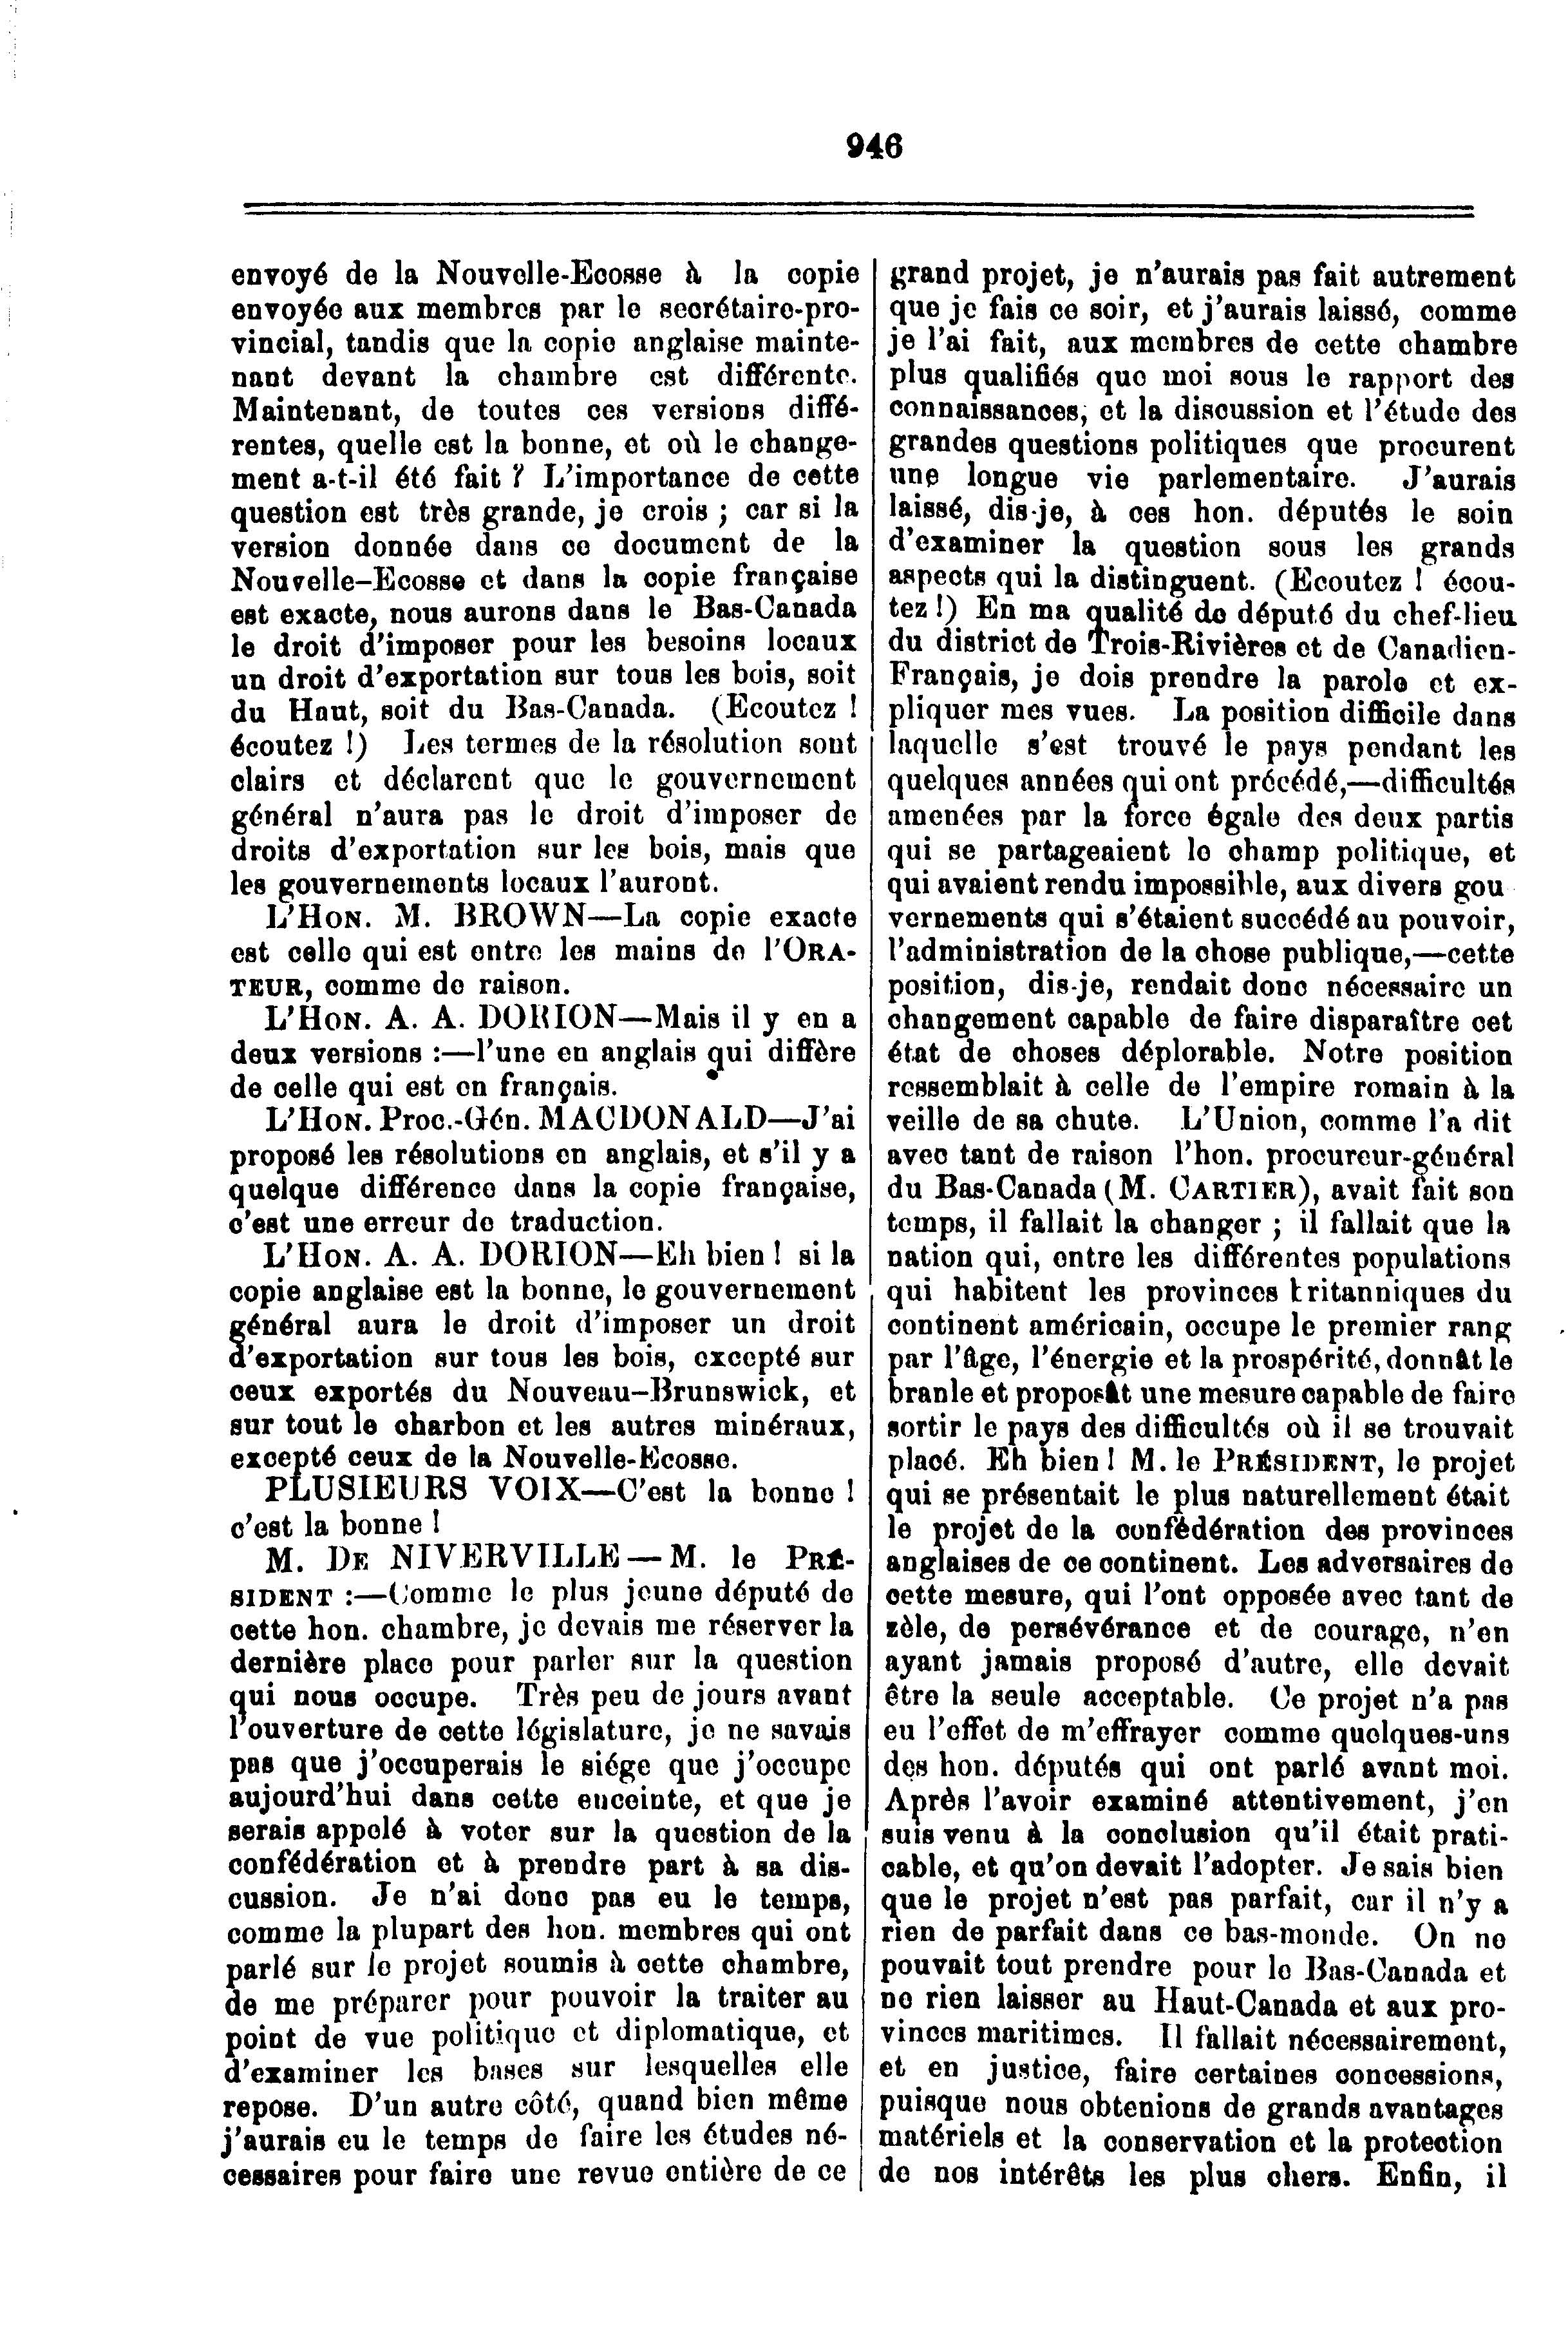 946
envoyé de la Nouvelle-Ecosse à la copie
envoyée aux membres par le secrétaire-pro-
vincial, tandis que la copie anglaise mainte-
nant devant la chambre est différente.
Maintenant, de toutes ces versions diffé-
rentes, quelle est la bonne, et où le change-
ment a-t-il été fait ? L'importance de cette
question est très grande, je crois ; car si la
version donnée dans ce document de la
Nouvelle-Ecosse et dans la copie française
est exacte, nous aurons dans le Bas-Canada
le droit d'imposer pour les besoins locaux
un droit d'exportation sur tous les bois, soit
du Haut, soit du Bas-Canada. (Ecoutez !
écoutez !) Les termes de la résolution sont
clairs et déclarent que le gouvernement
général n'aura pas le droit d'imposer de
droits d'exportation sur les bois, mais que
les gouvernements locaux l'auront.
L'HON. M. BROWN—La copie exacte
est celle qui est entre les mains de l'ORA-
TEUR, comme de raison.
L'HON. A. A. DORION—Mais il y en a
deux versions :—l'une en anglais qui diffère
de celle qui est en français.
L'HON. Proc.-Gén. MACDONALD—J'ai
proposé les résolutions en anglais, et s'il y a
quelque différence dans la copie française,
c'est une erreur de traduction.
L'HON. A. A. DORION—Eh bien ! si la
copie anglaise est la bonne, le gouvernement
général aura le droit d'imposer un droit
d'exportation sur tous les bois, excepté sur
ceux exportés du Nouveau-Brunswick, et
sur tout le charbon et les autres minéraux,
excepté ceux de la Nouvelle-Ecosse.
PLUSIEURS VOIX—C'est la bonne !
c'est la bonne !
M. DE NIVERVILLE—M. le PRÉ-
SIDENT :—Comme le plus jeune député de
cette hon. chambre, je devais me réserver la
dernière place pour parler sur la question
qui nous occupe. Très peu de jours avant
l'ouverture de cette législature, je ne savais
pas que j'occuperais le siége que j'occupe
aujourd'hui dans cette enceinte, et que je
serais appelé à voter sur la question de la
confédération et à prendre part à sa dis-
cussion. Je n'ai donc pas eu le temps,
comme la plupart des hon. membres qui ont
parlé sur le projet soumis à cette chambre,
de me préparer pour pouvoir la traiter au
point de vue politique et diplomatique, et
d'examiner les bases sur lesquelles elle
repose. D'un autre côté, quand bien même
j'aurais eu le temps de faire les études né-
cessaires pour faire une revue entière de ce
grand projet, je n'aurais pas fait autrement
que je fais ce soir, et j'aurais laissé, comme
je l'ai fait, aux membres de cette chambre
plus qualifiés que moi sous le rapport des
connaissances, et la discussion et l'étude des
grandes questions politiques que procurent
une longue vie parlementaire. J'aurais
laissé, dis-je, à ces hon. députés le soin
d'examiner la question sous les grands
aspects qui la distinguent. (Ecoutez ! écou-
tez !) En ma qualité de député du chef-lieu
du district de Trois-Rivières et de Canadien-
Français, je dois prendre la parole et ex-
pliquer mes vues. La position difficile dans
laquelle s'est trouvé le pays pendant les
quelques années qui ont précédé,—difficultés
amenées par la force égale des deux partis
qui se partageaient le champ politique, et
qui avaient rendu impossible, aux divers gou
vernements qui s'étaient succédé au pouvoir,
l'administration de la chose publique,—cette
position, dis-je, rendait donc nécessaire un
changement capable de faire disparaître cet
état de choses déplorable. Notre position
ressemblait à celle de l'empire romain à la
veille de sa chute. L'Union, comme l'a dit
avec tant de raison l'hon. procureur-général
du Bas-Canada (M. CARTIER), avait fait son
temps, il fallait la changer ; il fallait que la
nation qui, entre les différentes populations
qui habitent les provinces britanniques du
continent américain, occupe le premier rang
par l'âge, l'énergie et la prospérité, donnât le
branle et proposât une mesure capable de faire
sortir le pays des difficultés où il se trouvait
placé. Eh bien ! M. le PRÉSIDENT, le projet
qui se présentait le plus naturellement était
le projet de la confédération des provinces
anglaises de ce continent. Les adversaires de
cette mesure, qui l'ont opposée avec tant de
zèle, de persévérance et de courage, n'en
ayant jamais proposé d'autre, elle devait
être la seule acceptable. Ce projet n'a pas
eu l'effet de m'effrayer comme quelques-uns
des hon. députés qui ont parlé avant moi.
Après l'avoir examiné attentivement, j'en
suis venu à la conclusion qu'il était prati-
cable, et qu'on devait l'adopter. Je sais bien
que le projet n'est pas parfait, car il n'y a
rien de parfait dans ce bas-monde. On ne
pouvait tout prendre pour le Bas-Canada et
ne rien laisser au Haut-Canada et aux pro-
vinces maritimes. Il fallait nécessairement,
et en justice, faire certaines concessions,
puisque nous obtenions de grands avantages
matériels et la conservation et la protection
de nos intérêts les plus chers. Enfin, il